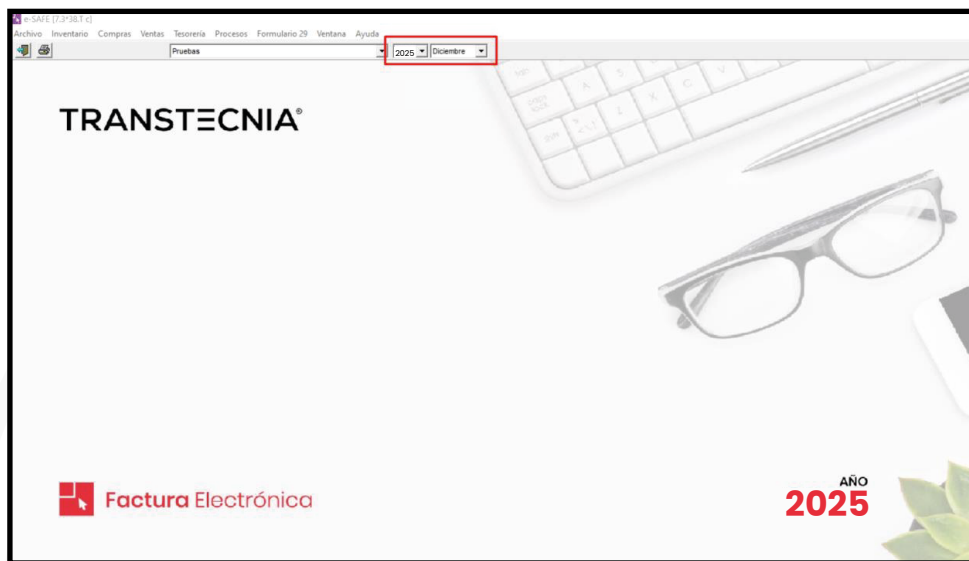 e-SAFE [7.3*38.T c]
Archivo Inventario Compras Ventas Tesorería Procesos Formulario 29 Ventana Ayuda
Pruebas 2025 Diciembre
TRANSTECNIA®
Factura Electrónica
AÑO
2025